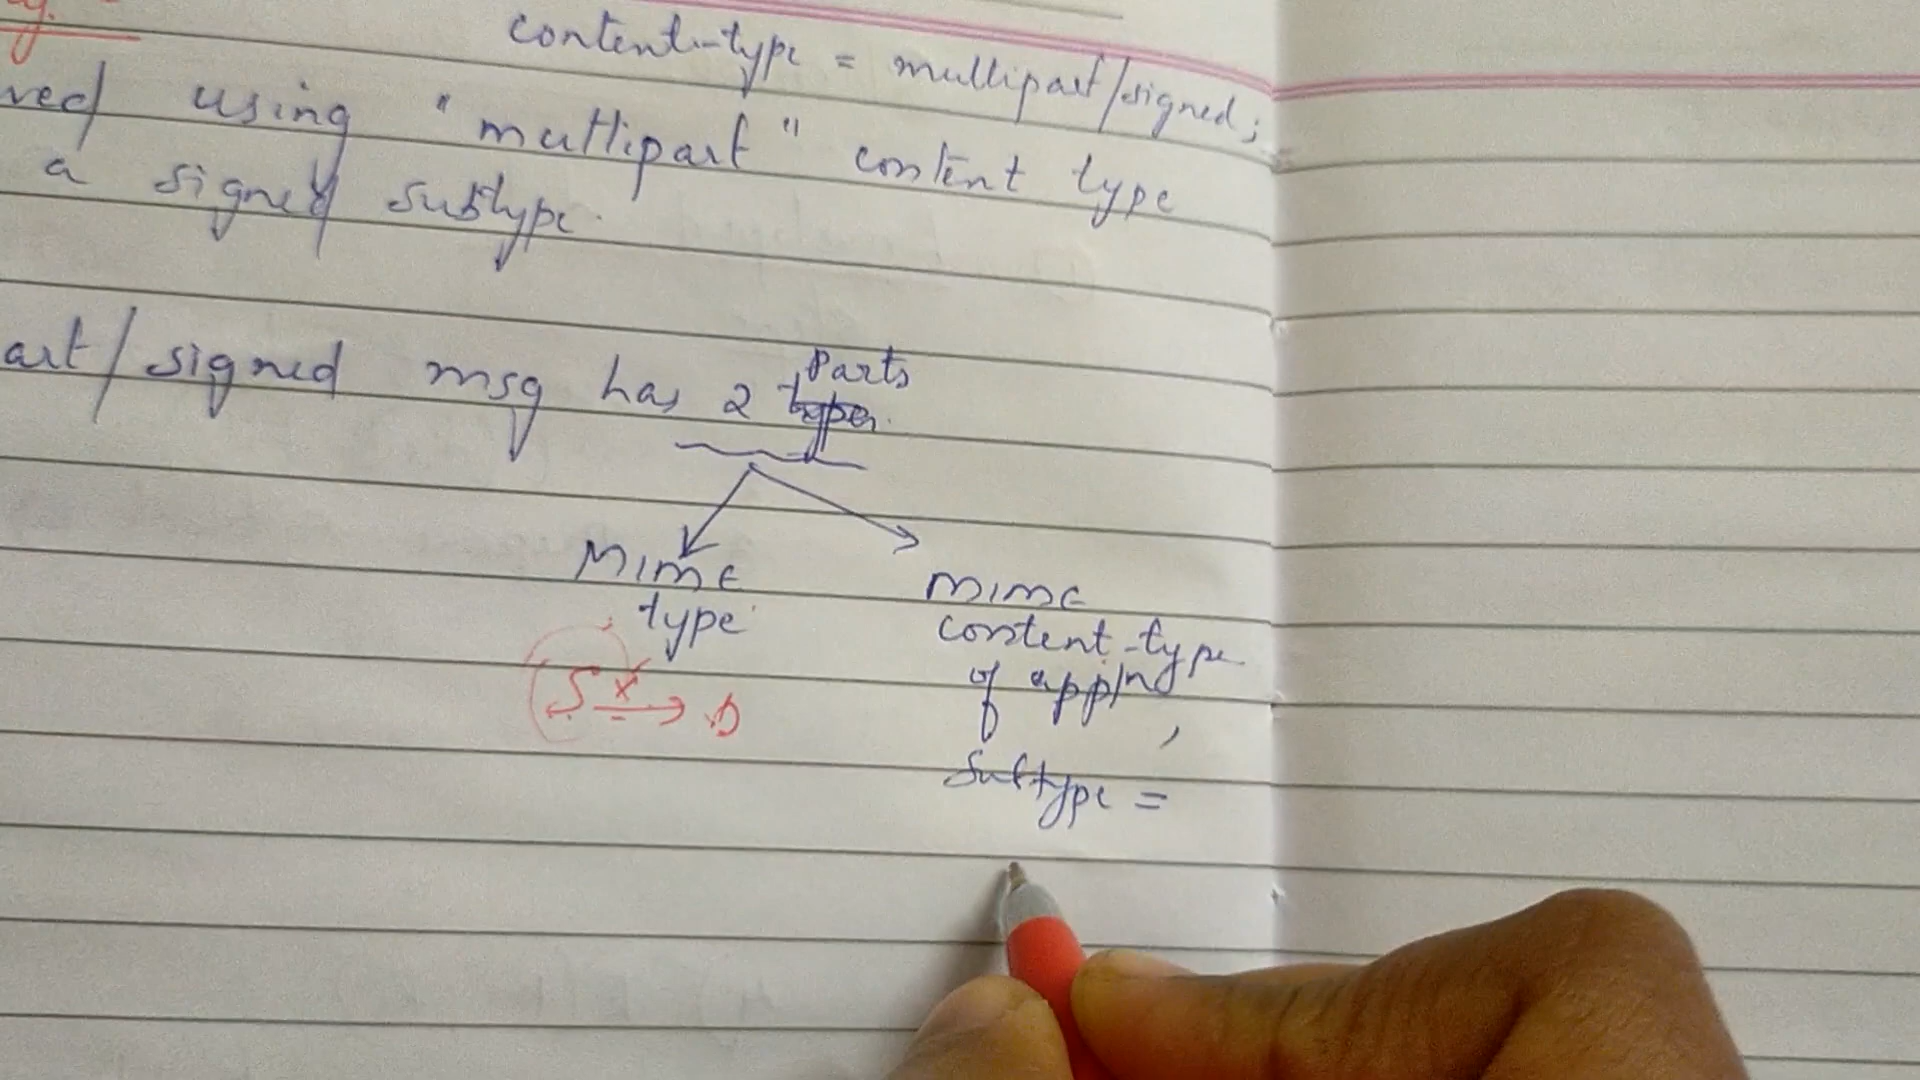 content-type = multipart/signed;
ved using "multipart" content type
a signed subtype.
art/signed msg has 2 parts
MIME
type
MIME
content-type
of appln,
subtype =
S x D